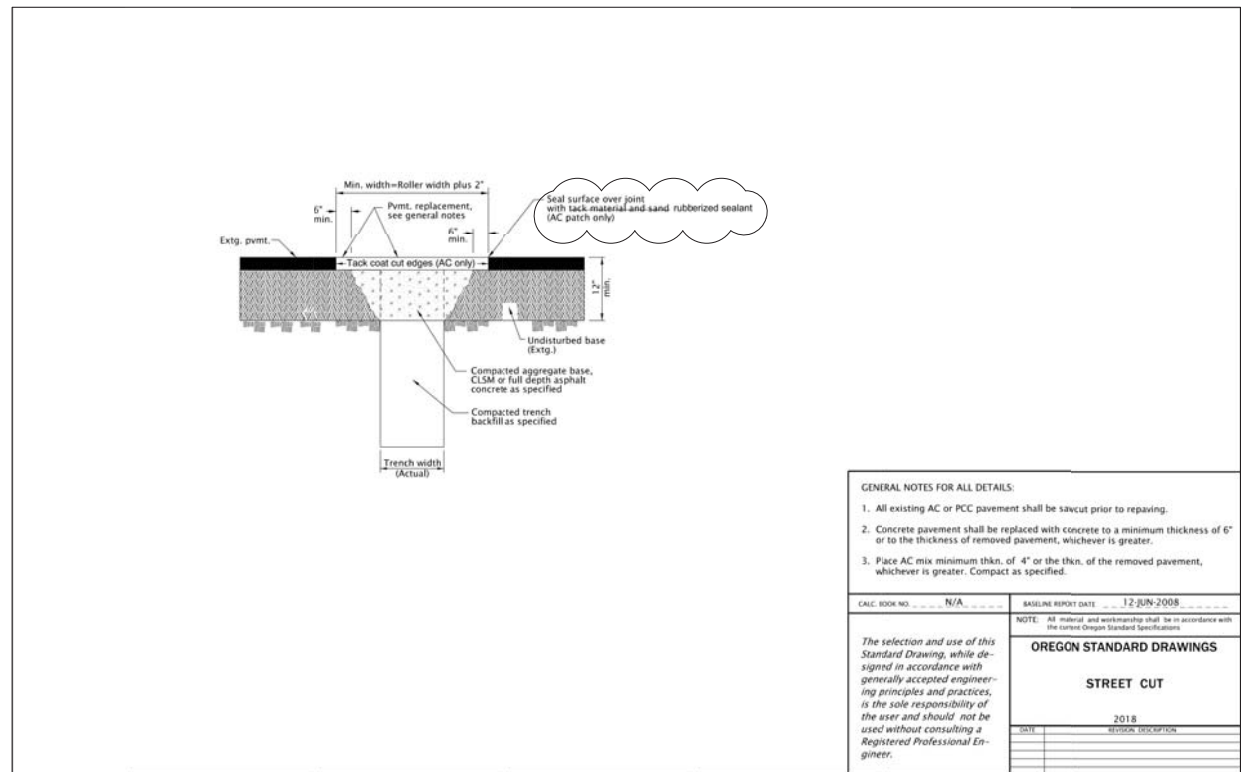 Min. width=Roller width plus 2"
6"
min.
Pvmt. replacement,
see general notes
Seal surface over joint
with tack material and sand rubberized sealant
(AC patch only)
6"
min.
Extg. pvmt.
Tack coat cut edges (AC only)
12"
min.
Undisturbed base
(Extg.)
Compacted aggregate base,
CLSM or full depth asphalt
concrete as specified
Compacted trench
backfill as specified
Trench width
(Actual)
GENERAL NOTES FOR ALL DETAILS:
1. All existing AC or PCC pavement shall be sawcut prior to repaving.
2. Concrete pavement shall be replaced with concrete to a minimum thickness of 6"
or to the thickness of removed pavement, whichever is greater.
3. Place AC mix minimum thkn. of 4" or the thkn. of the removed pavement,
whichever is greater. Compact as specified.
CALC. BOOK NO. N/A
BASELINE REPORT DATE 12-JUN-2008
NOTE: All material and workmanship shall be in accordance with
the current Oregon Standard Specifications
The selection and use of this
Standard Drawing, while de-
signed in accordance with
generally accepted engineer-
ing principles and practices,
is the sole responsibility of
the user and should not be
used without consulting a
Registered Professional En-
gineer.
OREGON STANDARD DRAWINGS
STREET CUT
2018
DATE REVISION DESCRIPTION